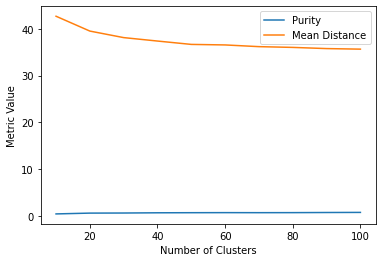 Purity
Mean Distance
Metric Value
40
30
20
10
0
20 40 60 80 100
Number of Clusters